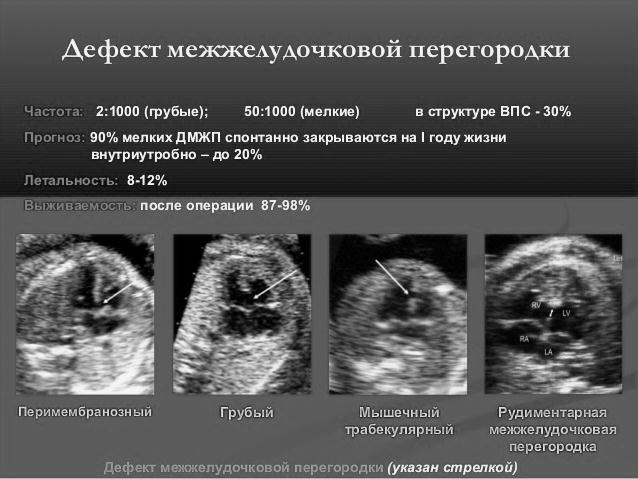 Дефект межжелудочковой перегородки
Частота: 2:1000 (грубые); 50:1000 (мелкие) в структуре ВПС - 30%
Прогноз: 90% мелких ДМЖП спонтанно закрываются на I году жизни
внутриутробно – до 20%
Летальность: 8-12%
Выживаемость: после операции 87-98%
RV LV
RA
LA
Перимембранозный
Грубый
Мышечный
трабекулярный
Рудиментарная
межжелудочковая
перегородка
Дефект межжелудочковой перегородки (указан стрелкой)